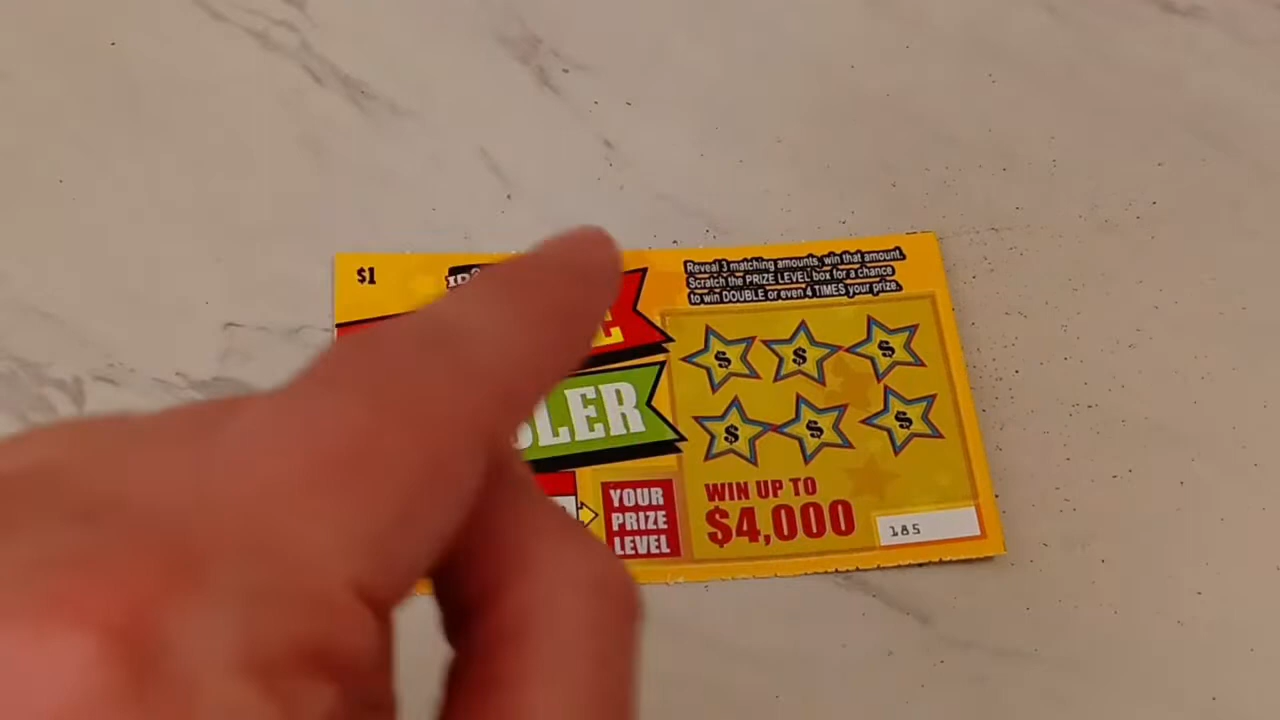 $1
Reveal 3 matching amounts, win that amount.
Scratch the PRIZE LEVEL box for a chance
to win DOUBLE or even 4 TIMES your prize.
$ $ $
LER
$ $ $
YOUR
PRIZE
LEVEL
WIN UP TO
$4,000
185